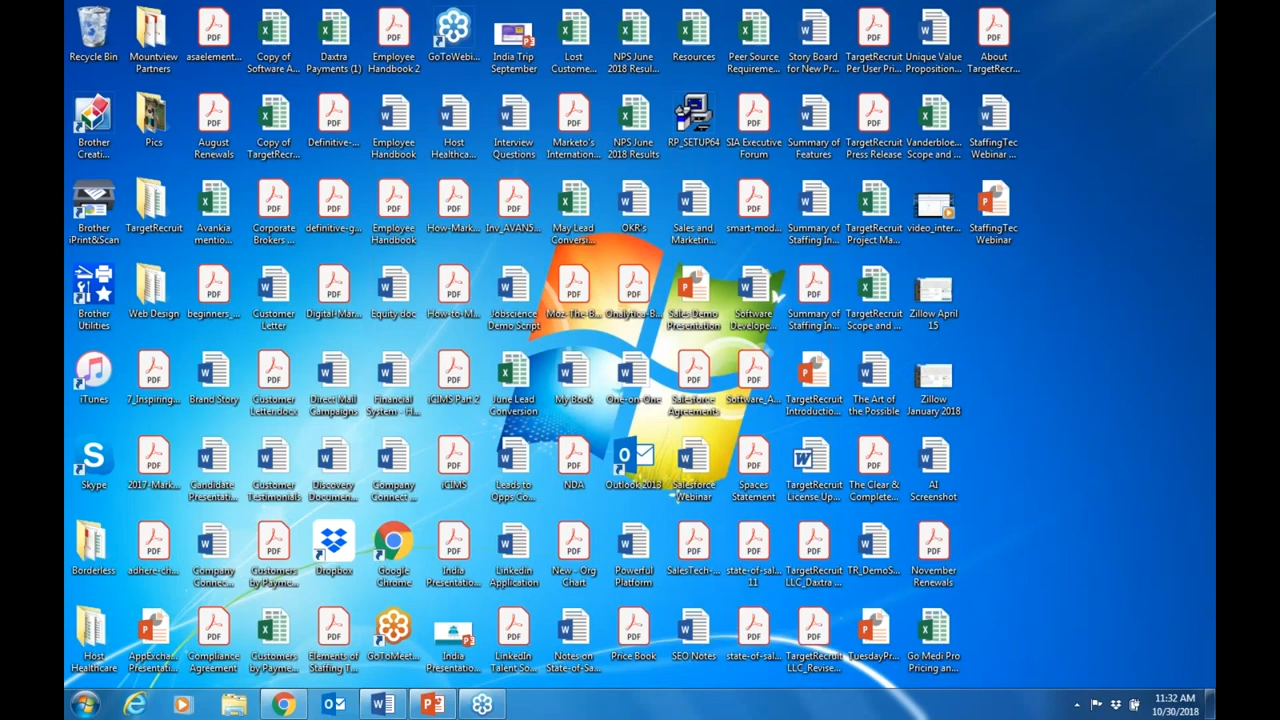 Recycle Bin
Mountview Partners
asaelement...
Copy of Software A...
Daxtra Payments (1)
Employee Handbook 2
GoToWebi...
India Trip September
Lost Custome...
NPS June 2018 Resul...
Resources
Peer Source Requireme...
Story Board for New Pr...
TargetRecruit Per User Pri...
Unique Value Proposition...
About TargetRecr...
Brother Creati...
Pics
August Renewals
Copy of TargetRecr...
Definitive-...
Employee Handbook
Host Healthca...
Interview Questions
Marketo's Internation...
NPS June 2018 Results
RP_SETUP64
SIA Executive Forum
Summary of Features
TargetRecruit Press Release
Vanderbloe... Scope and ...
StaffingTec Webinar ...
Brother iPrint&Scan
TargetRecruit
Avankia mentio...
Corporate Brokers ...
definitive-g...
Employee Handbook
How-Mark...
Inv_AVAN5...
May Lead Conversi...
OKR's
Sales and Marketin...
smart-mod...
Summary of Staffing In...
TargetRecruit Project Ma...
video_inter...
StaffingTec Webinar
Brother Utilities
Web Design
beginners_...
Customer Letter
Digital-Mar...
Equity doc
How-to-M...
Jobscience Demo Script
Moz-The-B...
Onalytica-B...
Sales Demo Presentation
Software Develope...
Summary of Staffing In...
TargetRecruit Scope and ...
Zillow April 15
iTunes
7_Inspiring...
Brand Story
Customer Letter.docx
Direct Mail Campaigns
Financial System - Fi...
iCIMS Part 2
June Lead Conversion
My Book
One-on-One
Salesforce Agreements
Software_A...
TargetRecruit Introductio...
The Art of the Possible
Zillow January 2018
Skype
2017-Mark...
Candidate Presentati...
Customer Testimonials
Discovery Documen...
Company Connect ...
iCIMS
Leads to Opps Co...
NDA
Outlook 2013
Salesforce Webinar
Spaces Statement
TargetRecruit License Up...
The Clear & Complete...
AI Screenshot
Borderless
adhere-ch...
Company Connec...
Customers by Payme...
Dropbox
Google Chrome
India Presentatio...
Linkedin Application
New - Org Chart
Powerful Platform
SalesTech-...
state-of-sal... 11
TargetRecruit LLC_Daxtra ...
TR_DemoS...
November Renewals
Host Healthcare
AppExcha... Presentati...
Compliance Agreement
Customers by Payme...
Elements of Staffing T...
GoToMeet...
India Presentatio...
LinkedIn Talent So...
Notes on State-of-Sa...
Price Book
SEO Notes
state-of-sal...
TargetRecruit LLC_Revise...
TuesdayPr...
Go Medi Pro Pricing an...
11:32 AM
10/30/2018